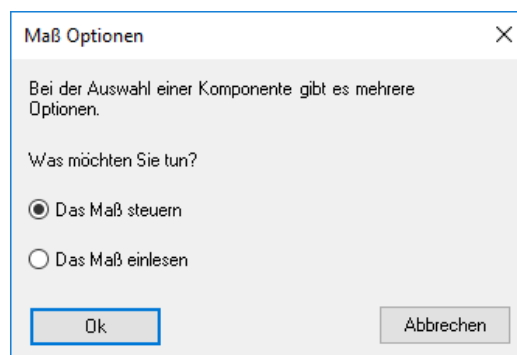 Maß Optionen
Bei der Auswahl einer Komponente gibt es mehrere
Optionen.
Was möchten Sie tun?
Das Maß steuern
Das Maß einlesen
Ok
Abbrechen